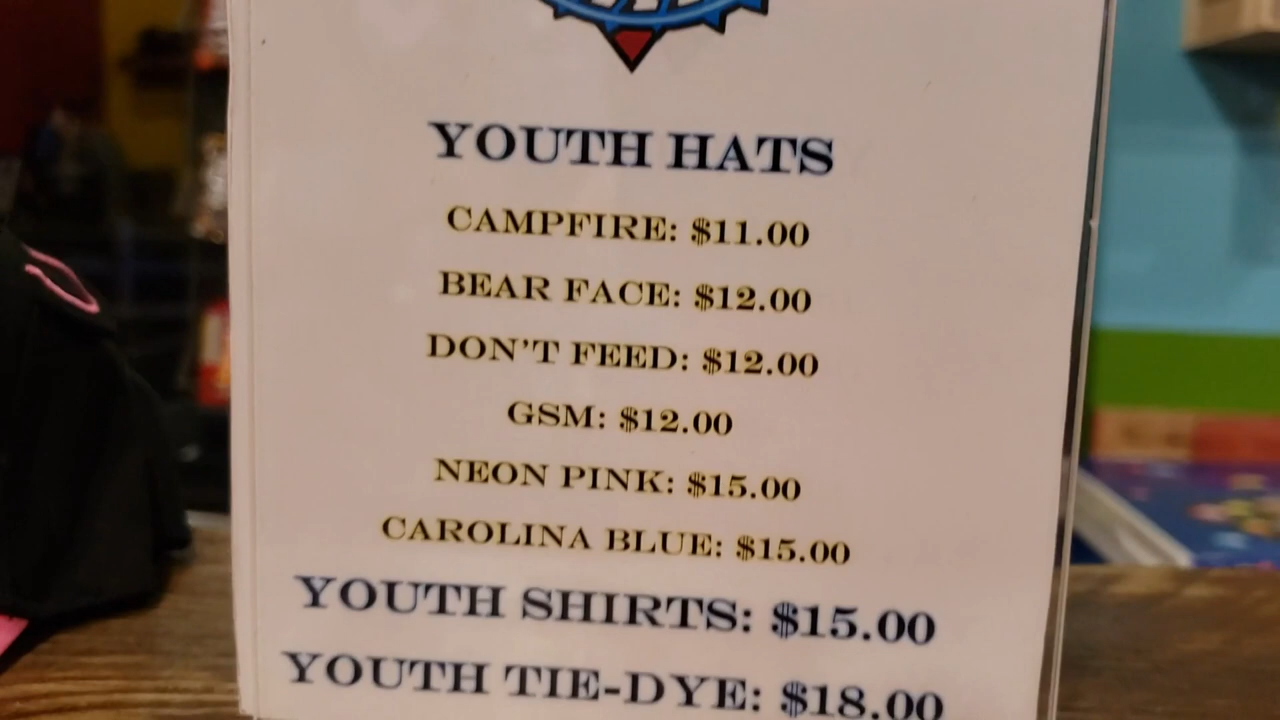 YOUTH HATS
CAMPFIRE: $11.00
BEAR FACE: $12.00
DON'T FEED: $12.00
GSM: $12.00
NEON PINK: $15.00
CAROLINA BLUE: $15.00
YOUTH SHIRTS: $15.00
YOUTH TIE-DYE: $18.00